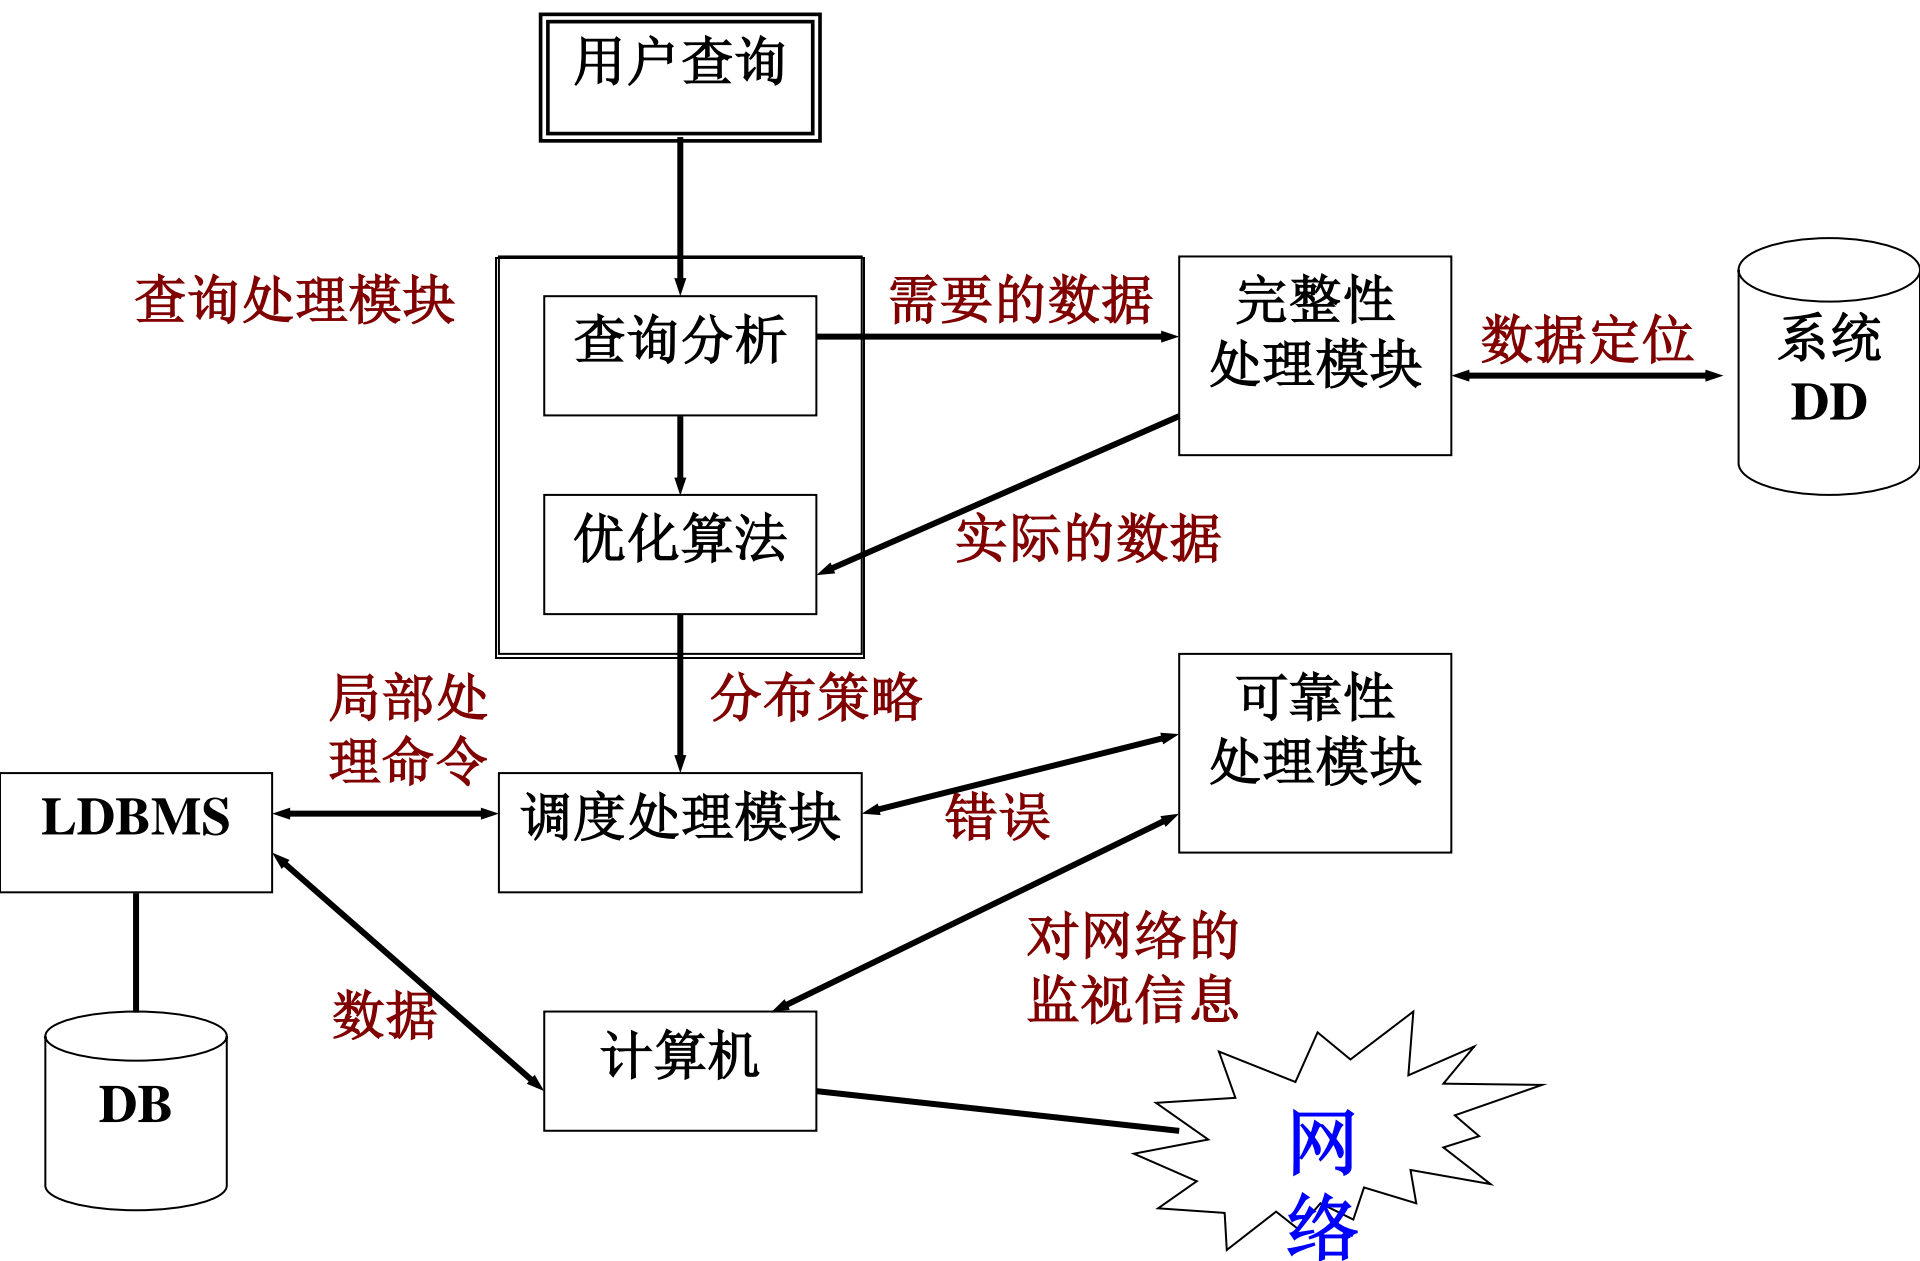 用户查询
查询处理模块
查询分析
需要的数据
完整性
处理模块
数据定位
系统
DD
优化算法
实际的数据
局部处
理命令
分布策略
可靠性
处理模块
LDBMS
调度处理模块
错误
对网络的
监视信息
数据
计算机
DB
网
络